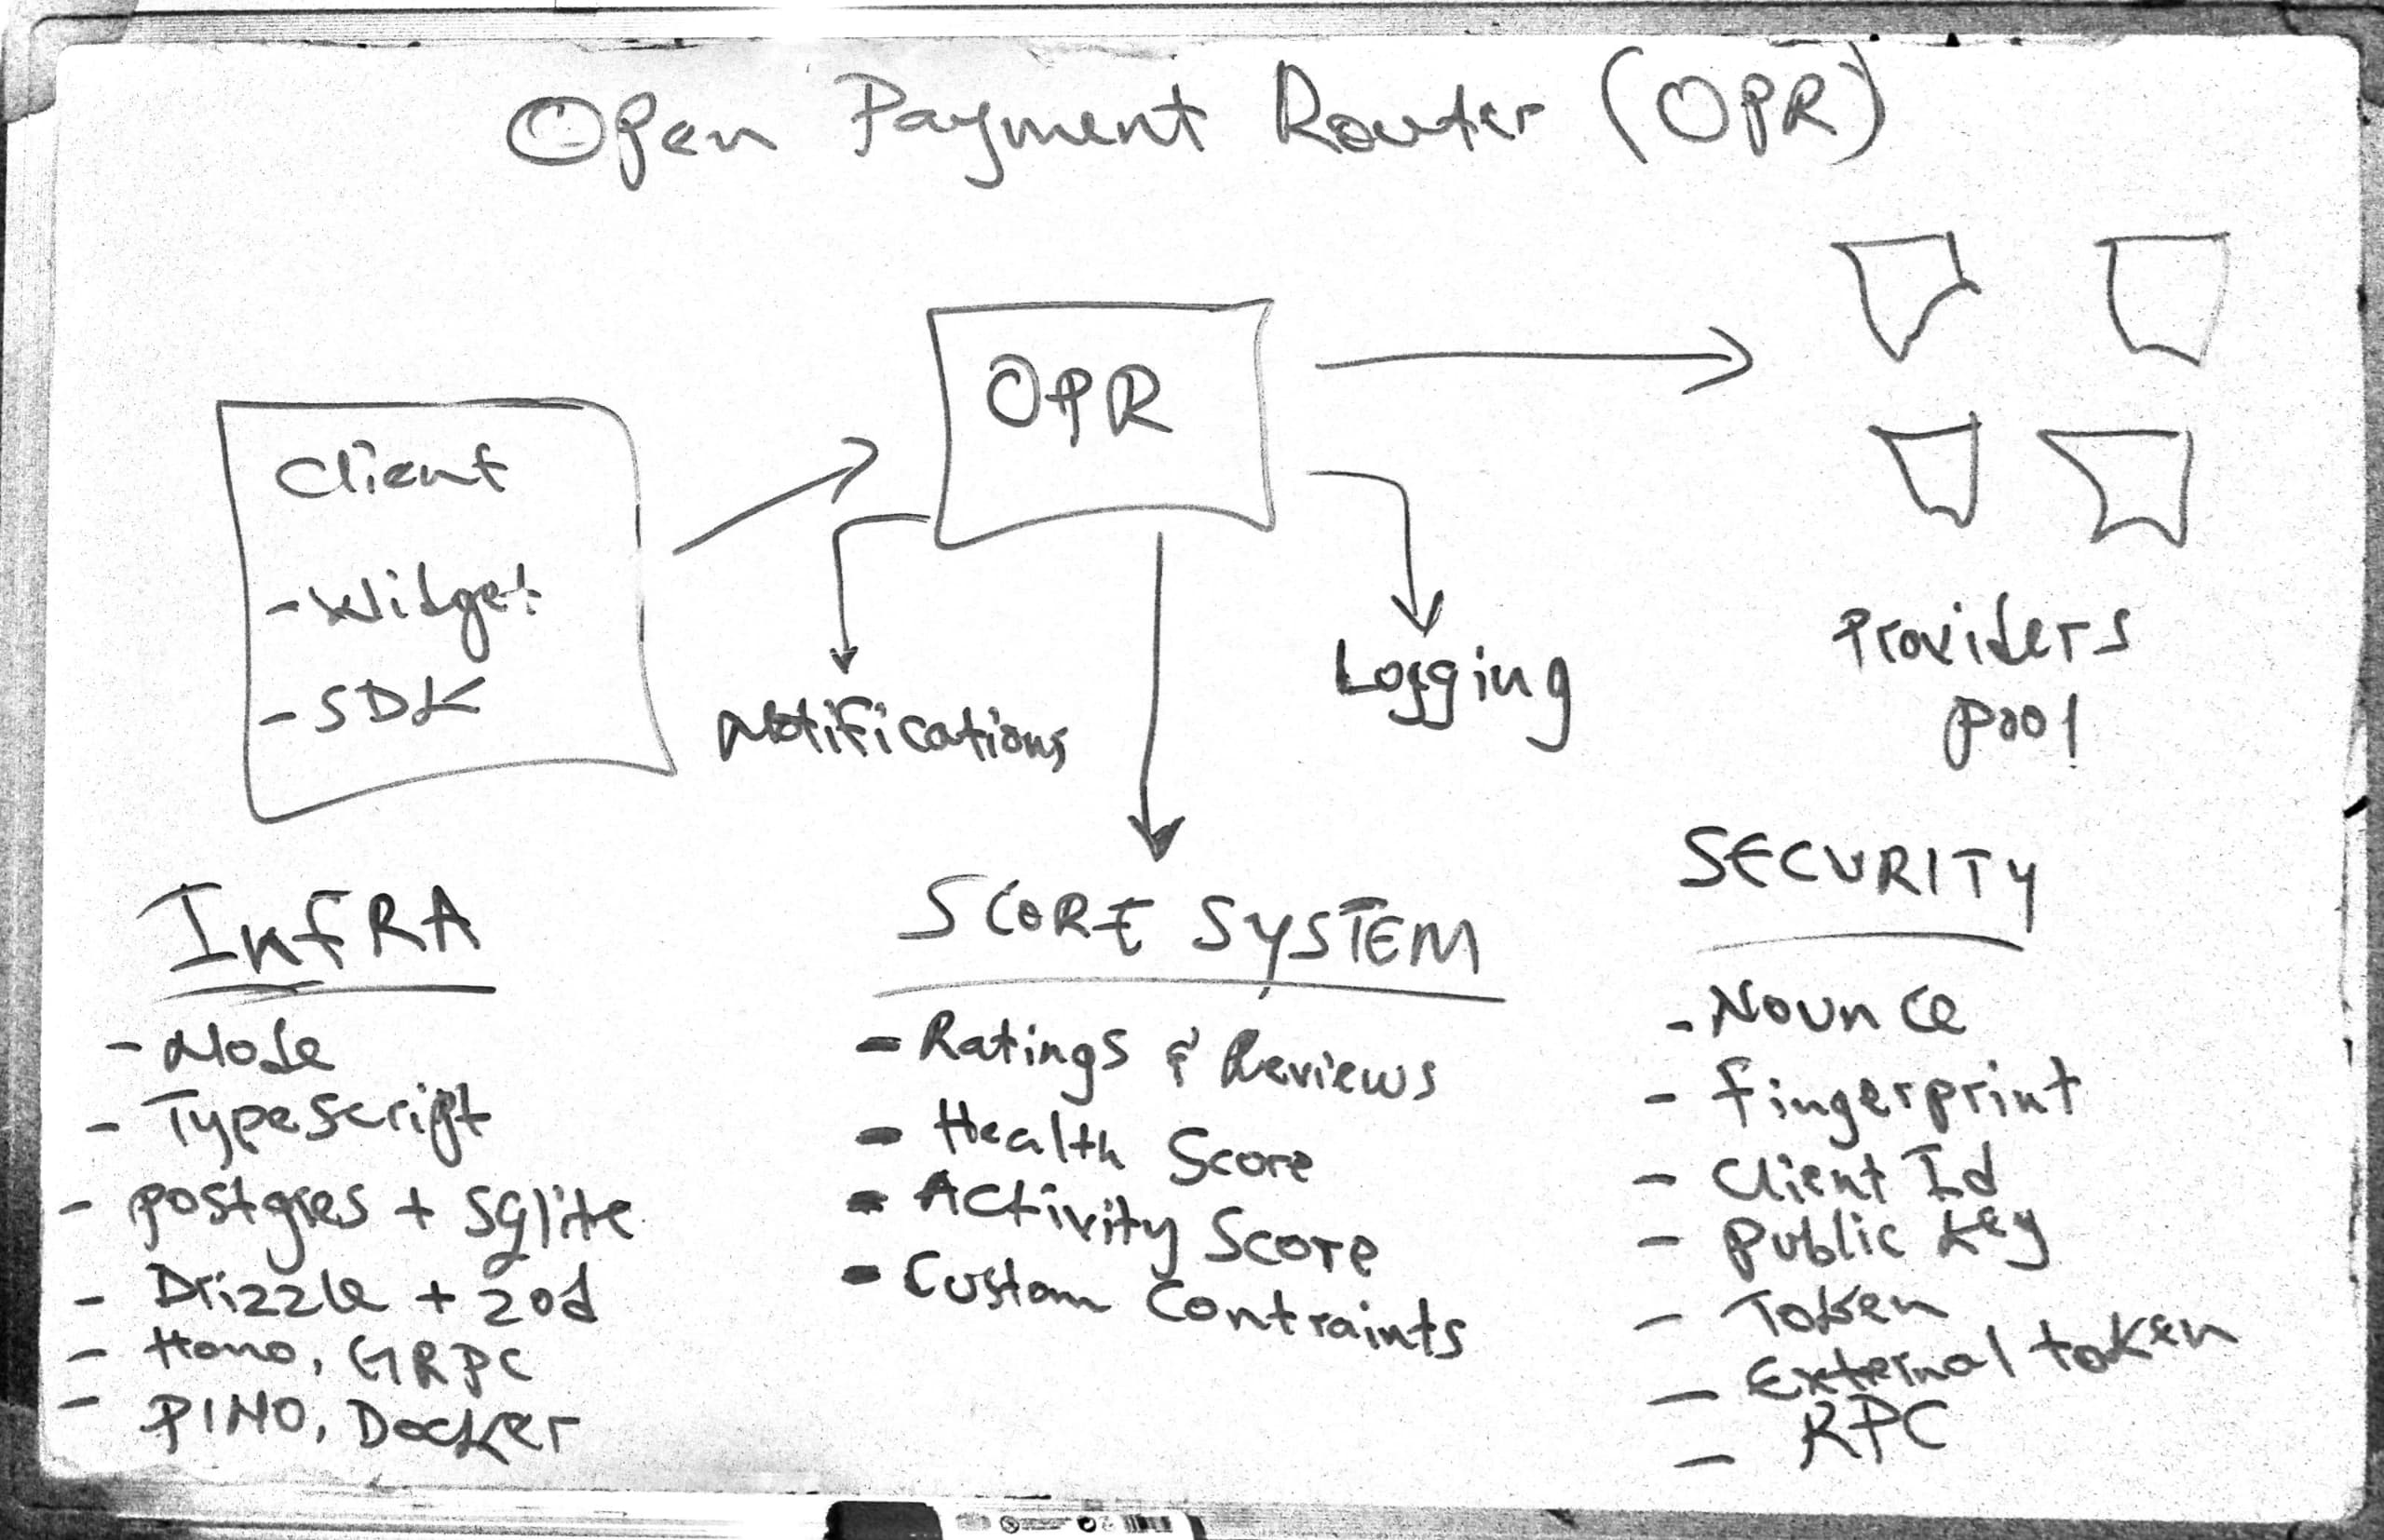 Open Payment Router (OPR)
OPR
Client
- Widget
- SDK
Notifications
Logging
Providers
Pool
InfRA
- Node
- Typescript
- postgres + Sqlite
- Drizzle + zod
- Hono, GRPC
- PINO, Docker
SCORE SYSTEM
- Ratings & Reviews
- Health Score
- Activity Score
- Custom Contraints
SECURITY
- Nounce
- fingerprint
- Client Id
- Public key
- Token
- External token
- RPC